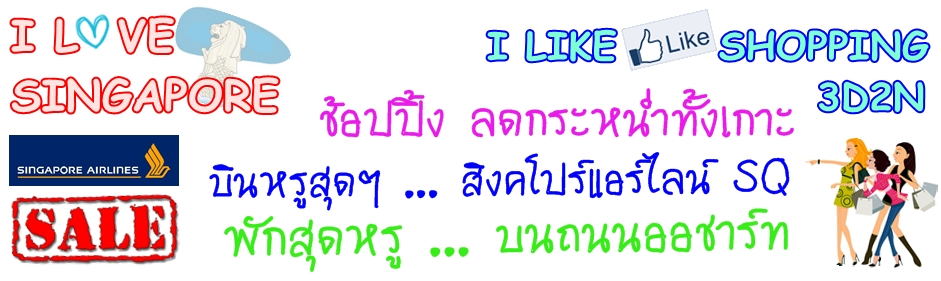 I LOVE
SINGAPORE
I LIKE Like SHOPPING
3D2N
ช้อปปิ้ง ลดกระหน่ำทั้งเกาะ
SINGAPORE AIRLINES
บินหรูสุดๆ ... สิงคโปร์แอร์ไลน์ SQ
SALE
พักสุดหรู ... บนถนนออชาร์ท